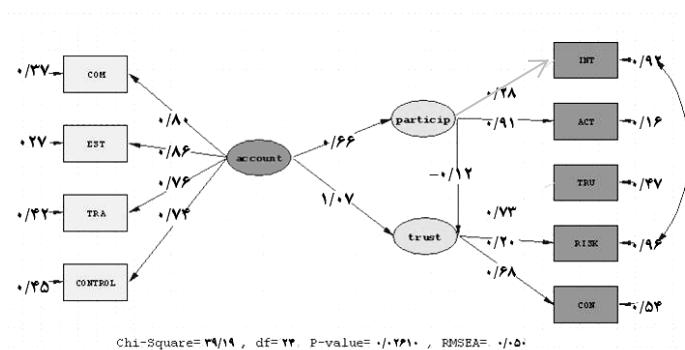 ۰/۳۷
COM
۰/۸۰
۰۲۷
EST
۰/۸۶
۰/۴۲
TRA
۰/۷۶
۰/۴۵
CONTROL
۰/۷۴
account
۰/۶۶
۱/۰۷
particip
−۰/۱۲
trust
۰/۲۸
INT
۰/۹۲
۰/۹۱
ACT
۰/۱۶
۰/۷۳
TRU
۰/۴۷
۰/۲۰
RISK
۰/۹۶
۰/۶۸
CON
۰/۵۴
Chi-Square= ۳۹/۱۹ , df= ۲۴ P-value= ۰/۰۲۶۱۰ , RMSEA= ۰/۰۵۰